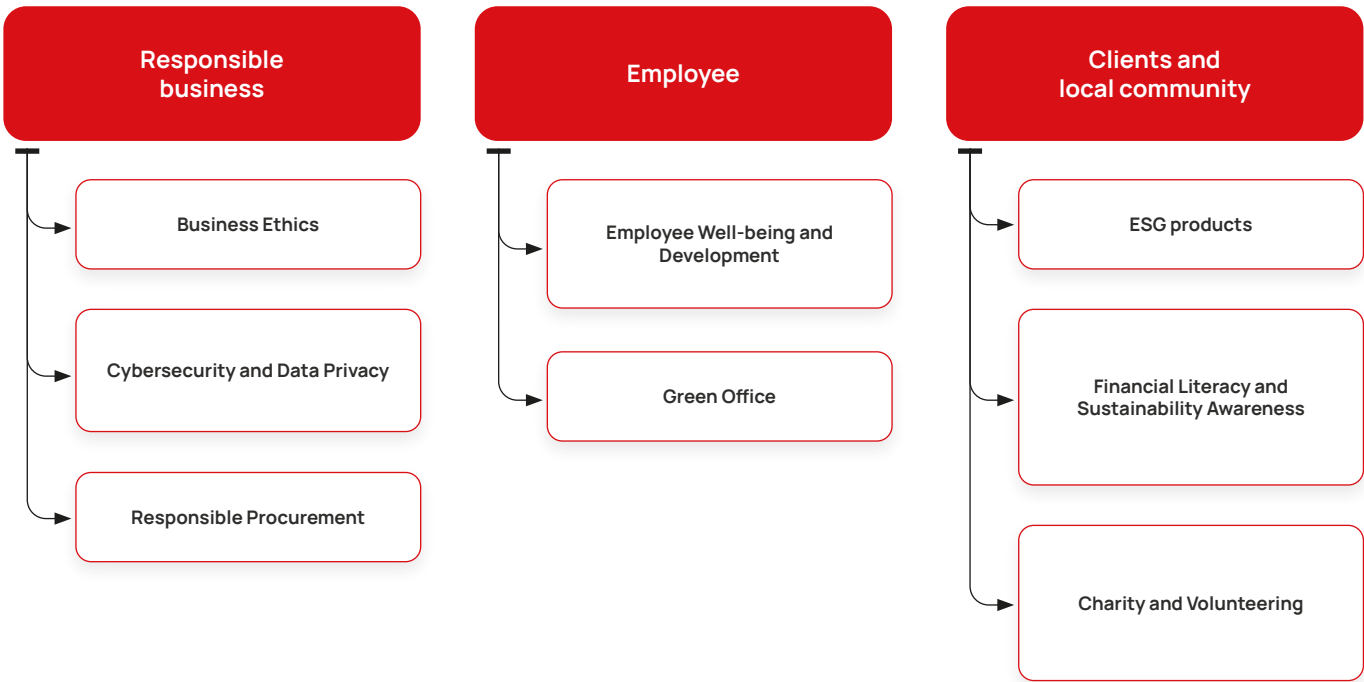 Responsible
business
Business Ethics
Cybersecurity and Data Privacy
Responsible Procurement
Employee
Employee Well-being and
Development
Green Office
Clients and
local community
ESG products
Financial Literacy and
Sustainability Awareness
Charity and Volunteering